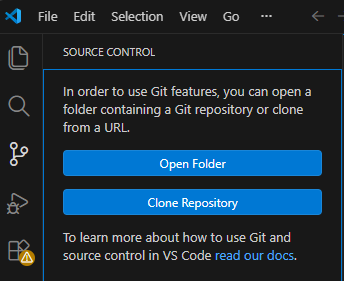 File Edit Selection View Go ...
SOURCE CONTROL
In order to use Git features, you can open a
folder containing a Git repository or clone
from a URL.
Open Folder
Clone Repository
To learn more about how to use Git and
source control in VS Code read our docs.